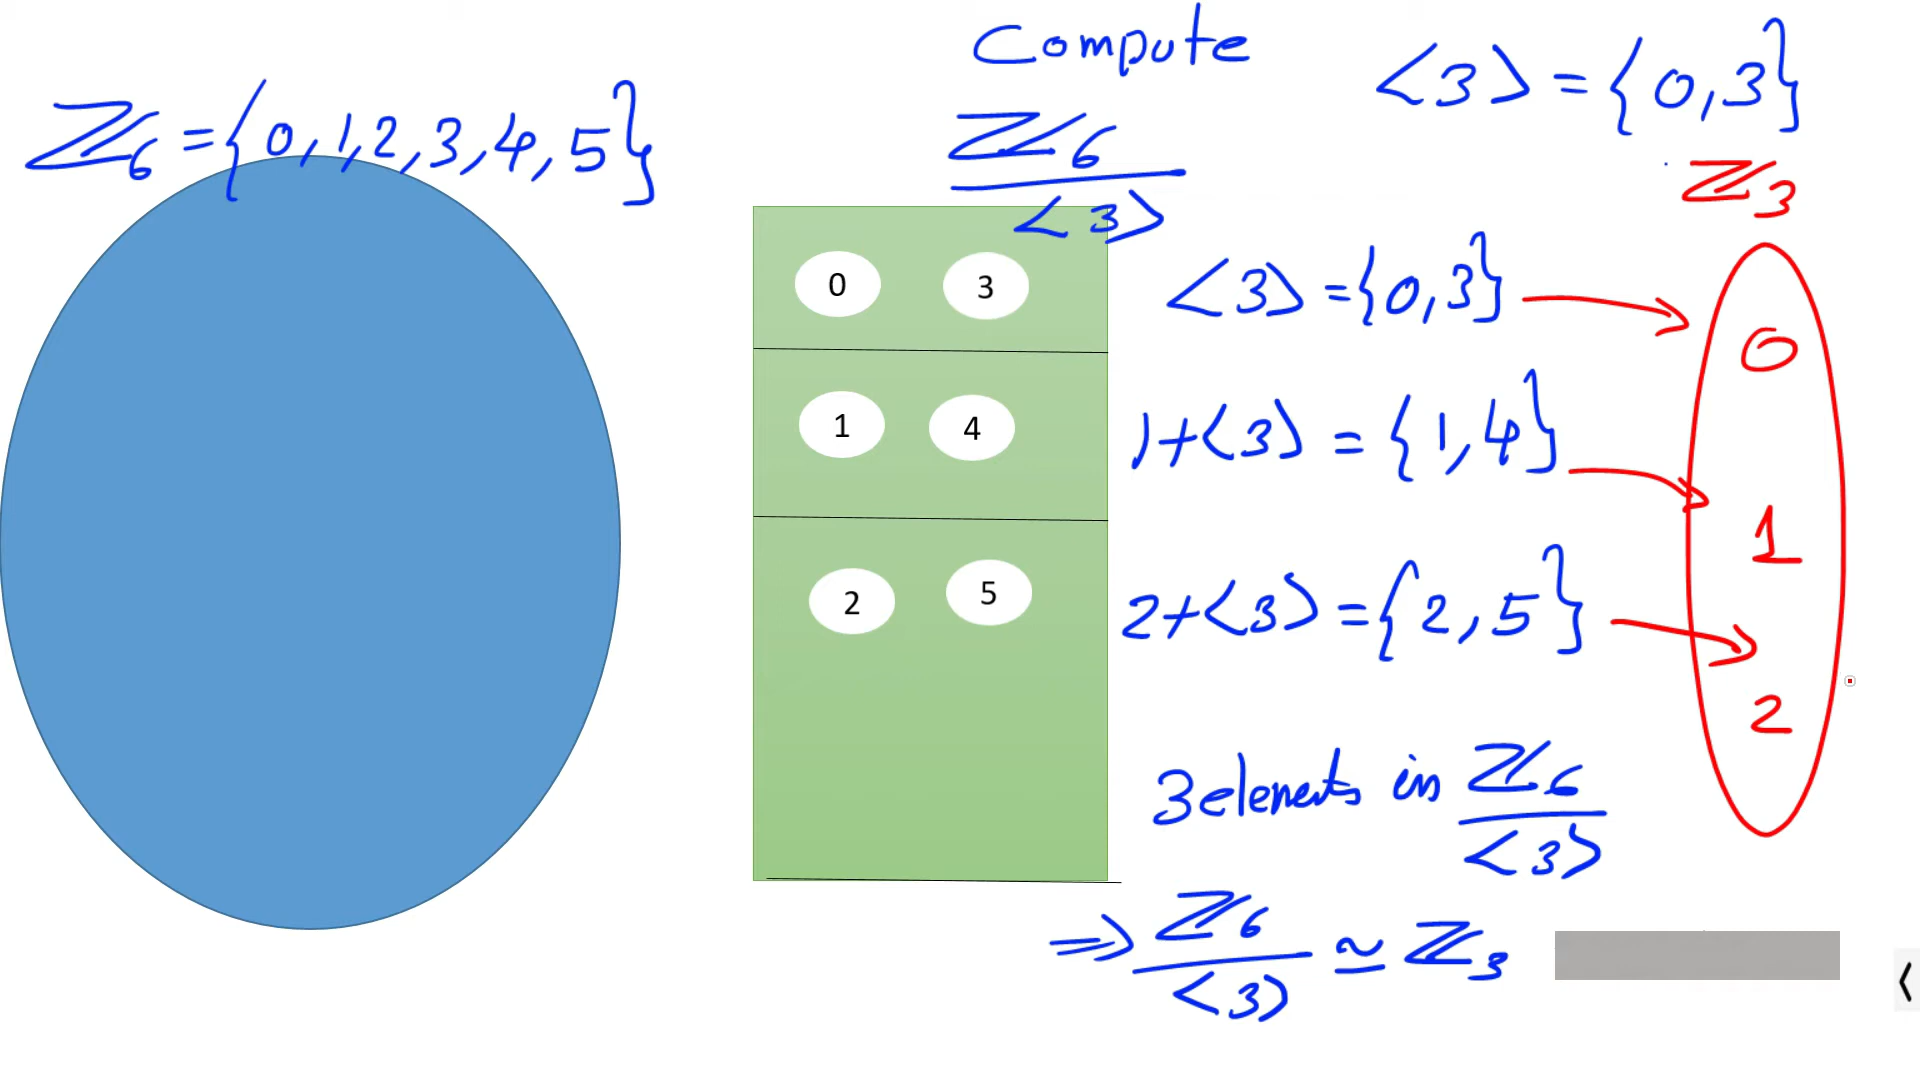 Compute
ℤ₆ = {0, 1, 2, 3, 4, 5}
ℤ₆
⟨3⟩
⟨3⟩ = {0, 3}
ℤ₃
0 3
⟨3⟩ = {0, 3}
0
1 4
1+⟨3⟩ = {1, 4}
1
2 5
2+⟨3⟩ = {2, 5}
2
3 elements in ℤ₆
⟨3⟩
⇒ ℤ₆ ≃ ℤ₃
⟨3⟩